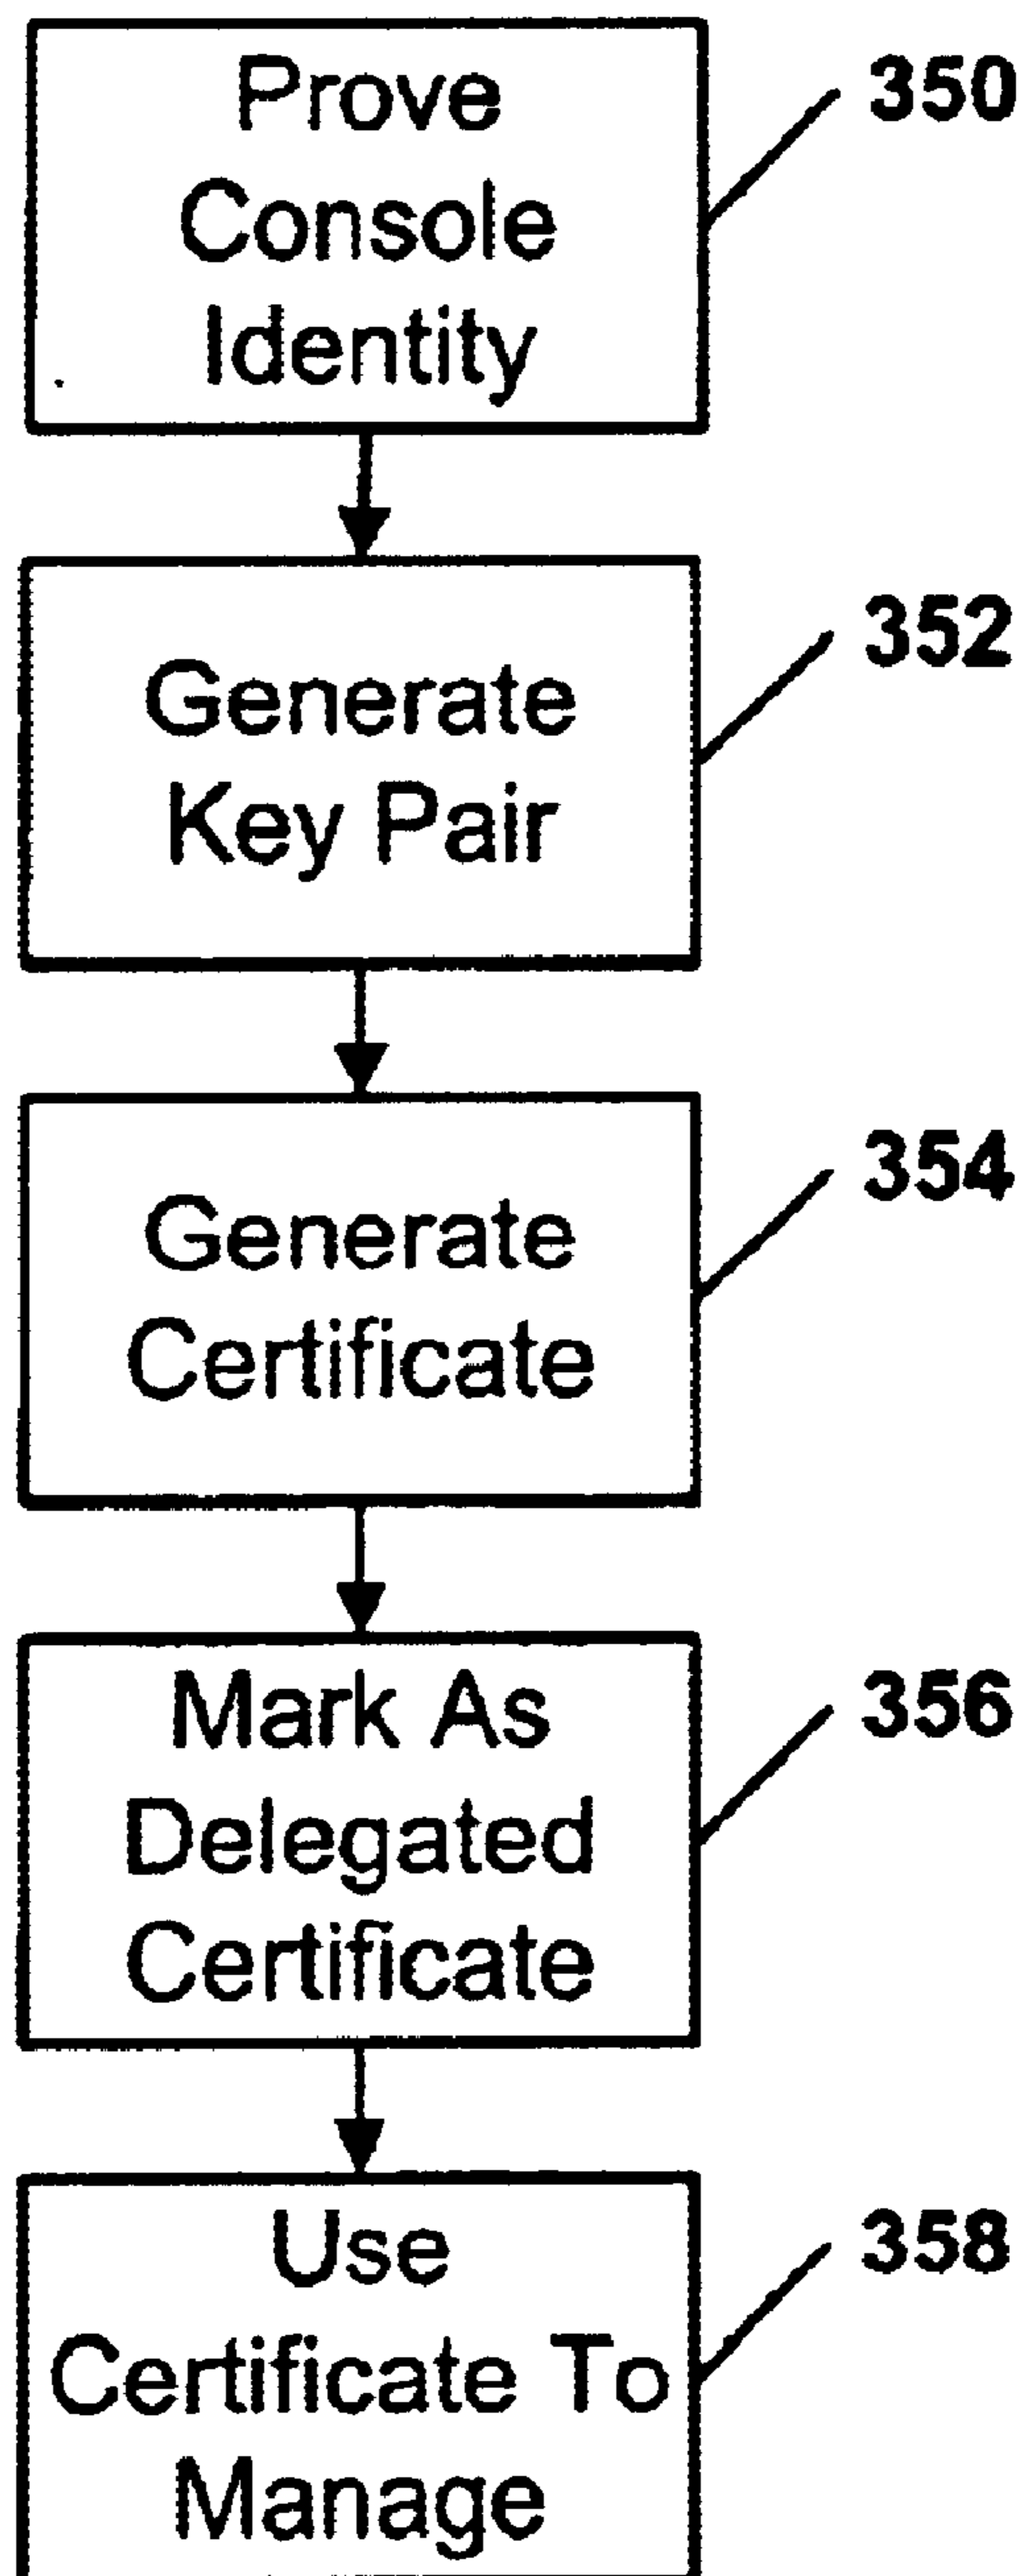 Prove
Console
Identity
350
Generate
Key Pair
352
Generate
Certificate
354
Mark As
Delegated
Certificate
356
Use
Certificate To
Manage
358